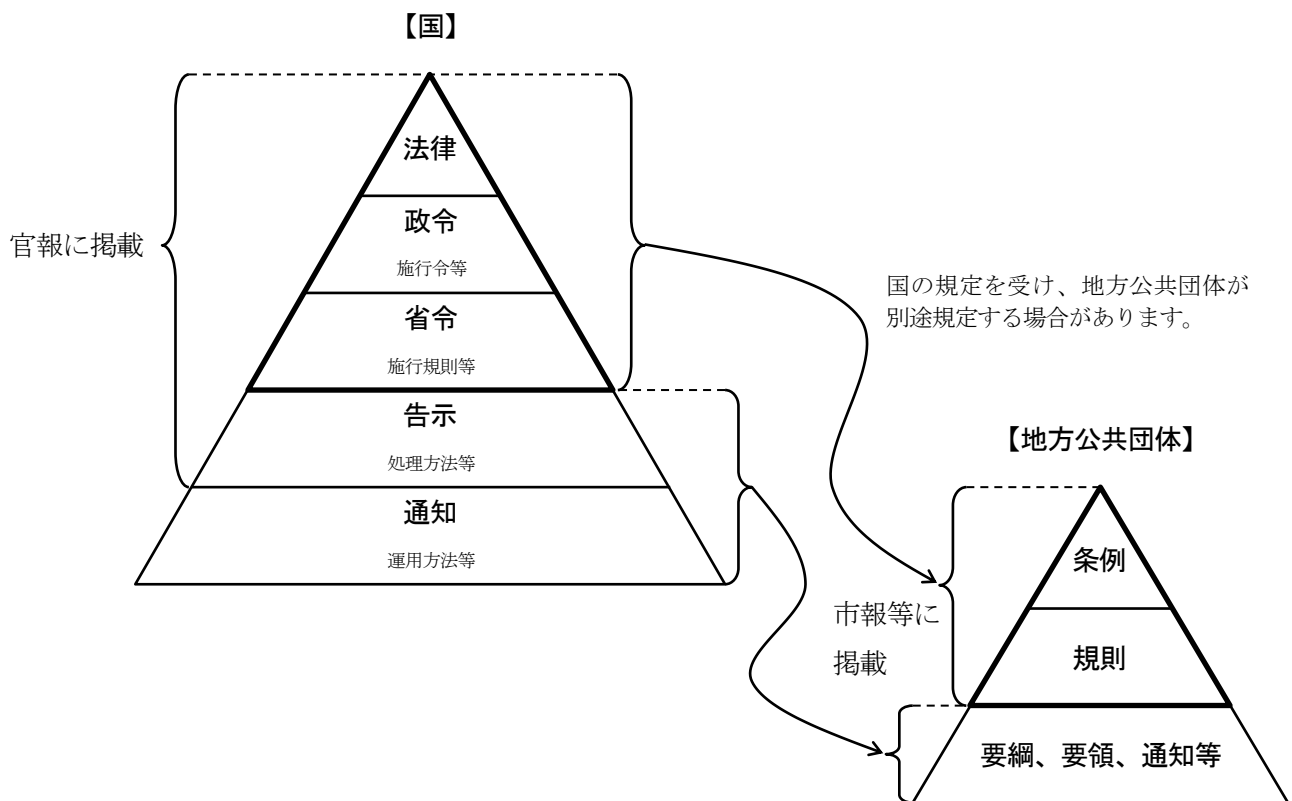 【国】
法律
政令
施行令等
官報に掲載
省令
施行規則等
国の規定を受け、地方公共団体が
別途規定する場合があります。
告示
処理方法等
通知
運用方法等
【地方公共団体】
条例
市報等に
掲載
規則
要綱、要領、通知等